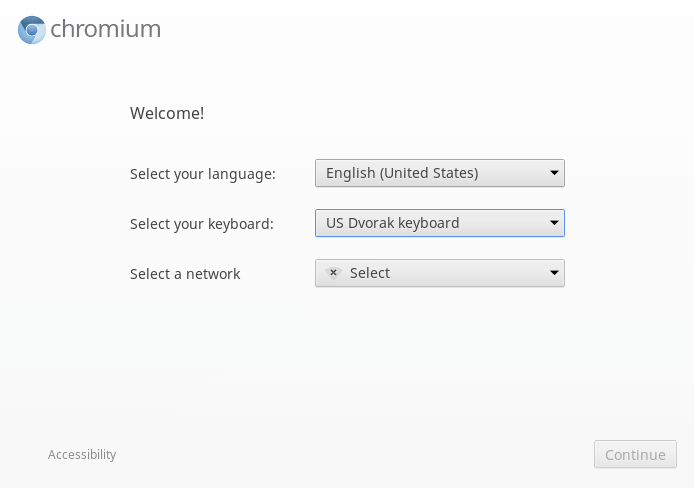 chromium
Welcome!
Select your language: English (United States)
Select your keyboard: US Dvorak keyboard
Select a network Select
Accessibility Continue